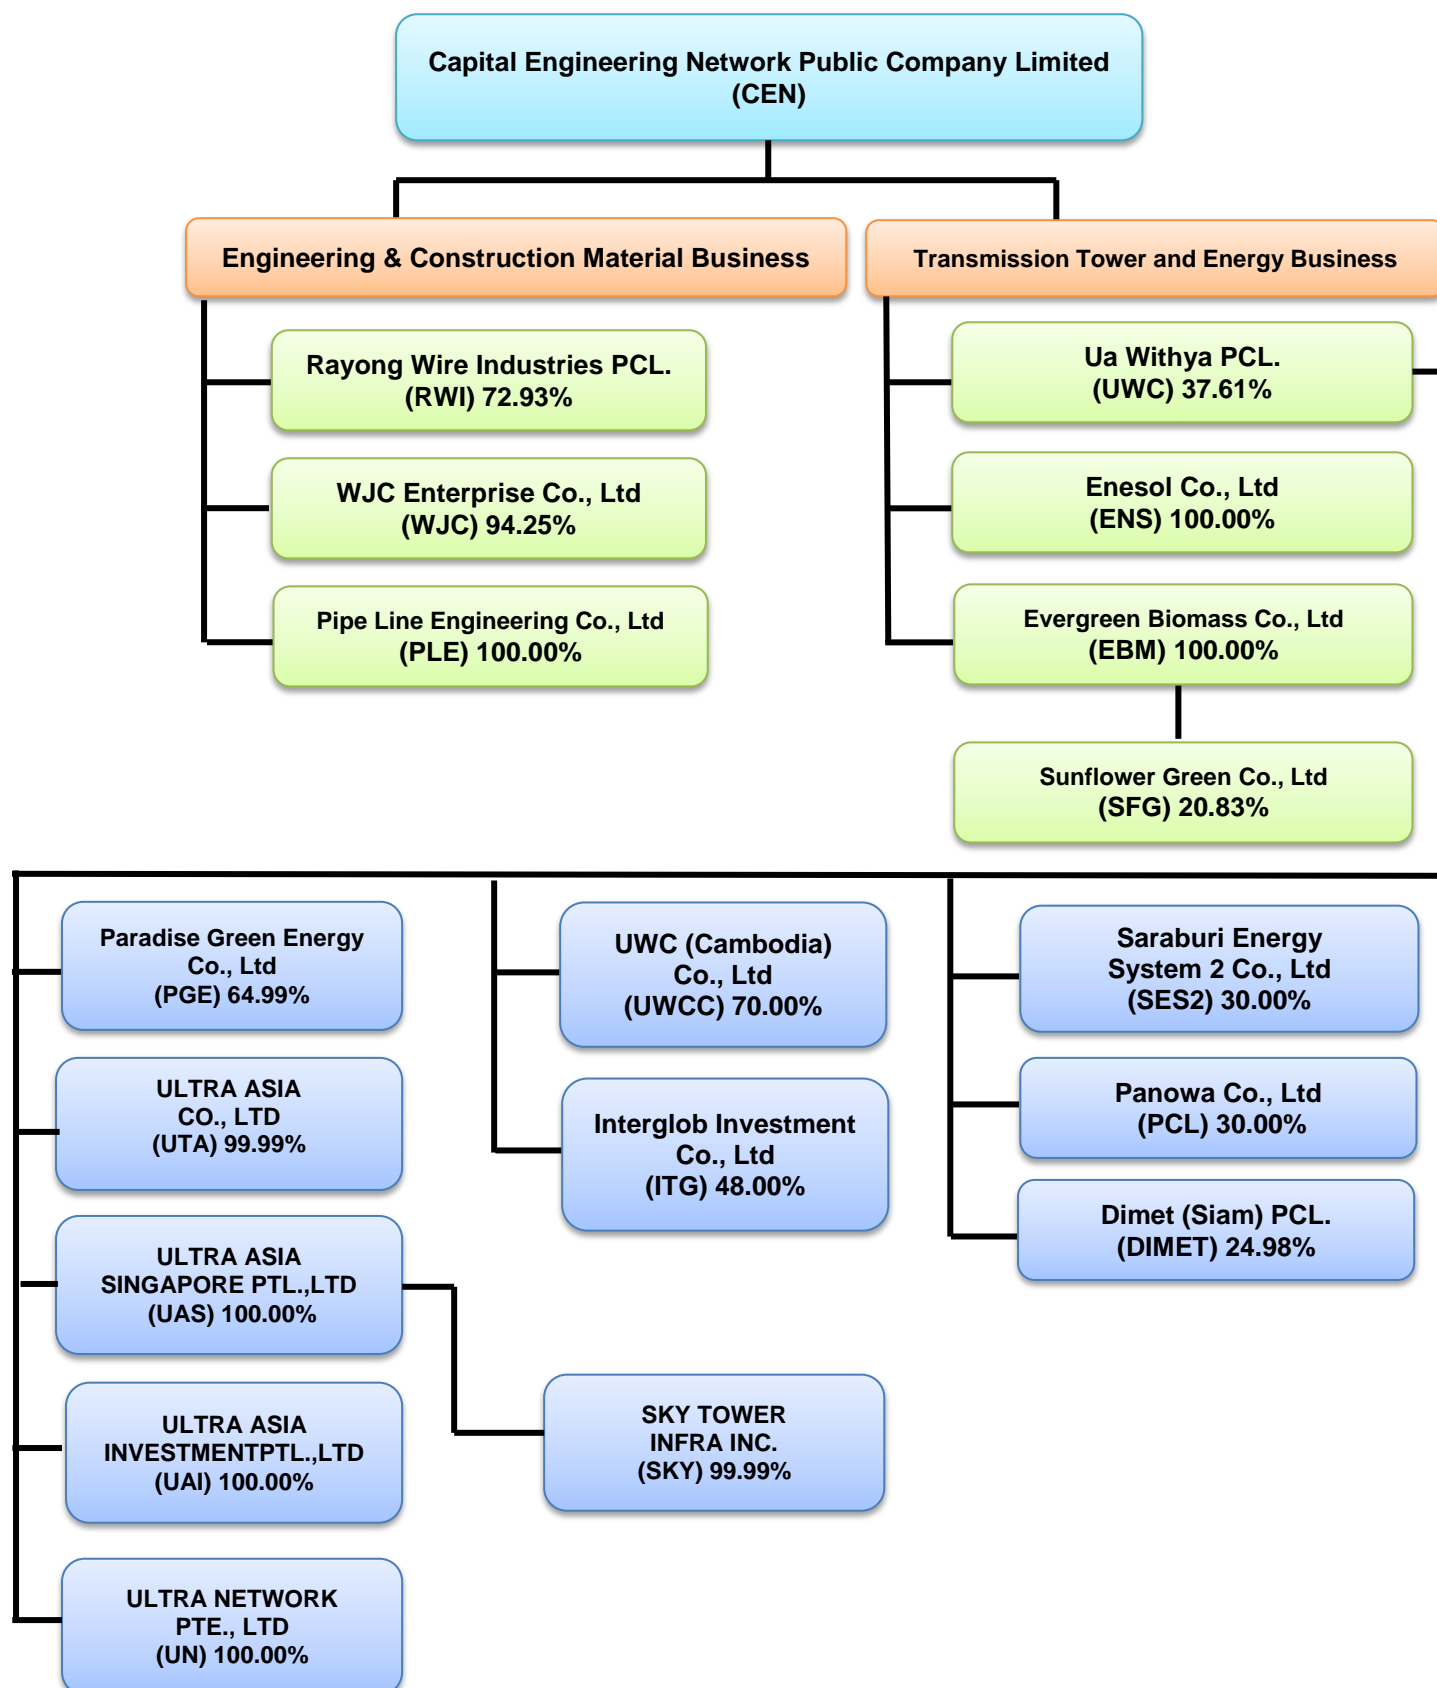 Capital Engineering Network Public Company Limited
(CEN)
Engineering & Construction Material Business
Transmission Tower and Energy Business
Rayong Wire Industries PCL.
(RWI) 72.93%
WJC Enterprise Co., Ltd
(WJC) 94.25%
Pipe Line Engineering Co., Ltd
(PLE) 100.00%
Ua Withya PCL.
(UWC) 37.61%
Enesol Co., Ltd
(ENS) 100.00%
Evergreen Biomass Co., Ltd
(EBM) 100.00%
Sunflower Green Co., Ltd
(SFG) 20.83%
Paradise Green Energy
Co., Ltd
(PGE) 64.99%
ULTRA ASIA
CO., LTD
(UTA) 99.99%
ULTRA ASIA
SINGAPORE PTL.,LTD
(UAS) 100.00%
ULTRA ASIA
INVESTMENTPTL.,LTD
(UAI) 100.00%
ULTRA NETWORK
PTE., LTD
(UN) 100.00%
UWC (Cambodia)
Co., Ltd
(UWCC) 70.00%
Interglob Investment
Co., Ltd
(ITG) 48.00%
SKY TOWER
INFRA INC.
(SKY) 99.99%
Saraburi Energy
System 2 Co., Ltd
(SES2) 30.00%
Panowa Co., Ltd
(PCL) 30.00%
Dimet (Siam) PCL.
(DIMET) 24.98%